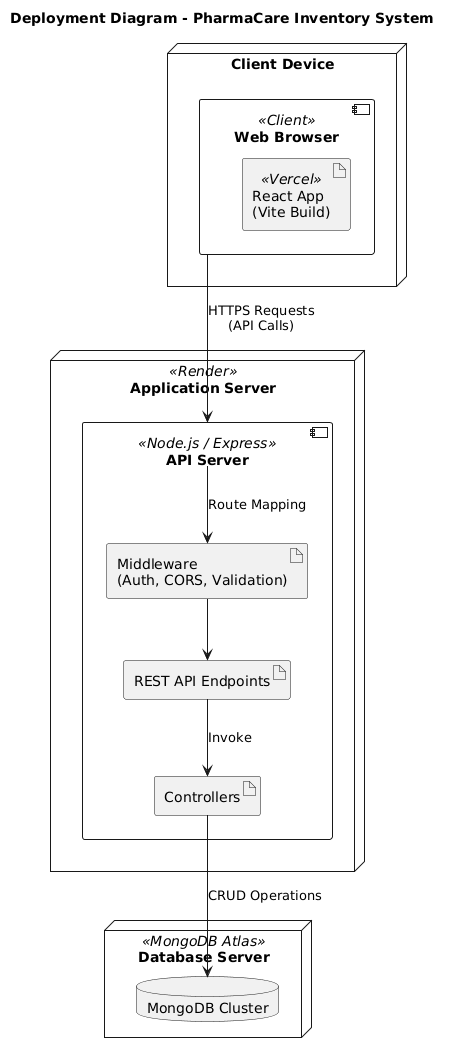 Deployment Diagram - PharmaCare Inventory System
Client Device
«Client»
Web Browser
«Vercel»
React App
(Vite Build)
HTTPS Requests
(API Calls)
«Render»
Application Server
«Node.js / Express»
API Server
Route Mapping
Middleware
(Auth, CORS, Validation)
REST API Endpoints
Invoke
Controllers
CRUD Operations
«MongoDB Atlas»
Database Server
MongoDB Cluster